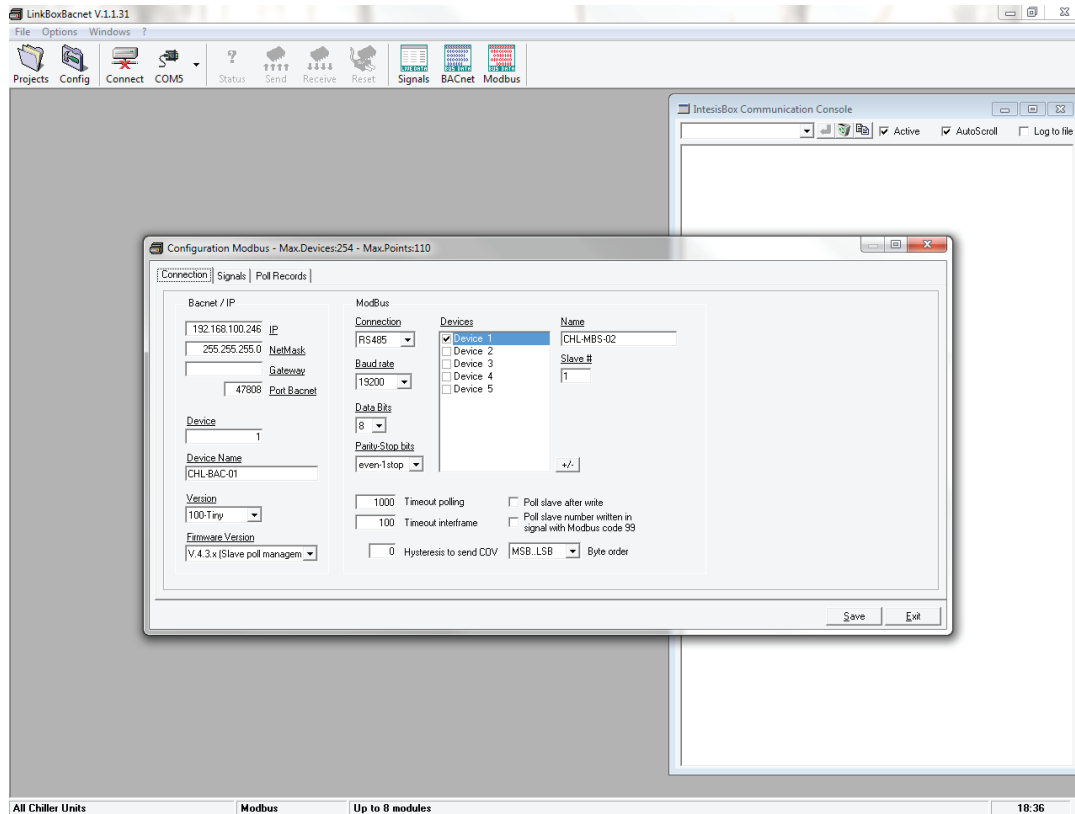 LinkBoxBacnet V.1.1.31
File Options Windows ?
Projects Config Connect COM5 Status Send Receive Reset Signals BACnet Modbus
LIVE DATA BUS DATA BUS DATA
IntesisBox Communication Console
Active AutoScroll Log to file
Configuration Modbus - Max.Devices:254 - Max.Points:110
Connection Signals Poll Records
Bacnet / IP
192.168.100.246 IP
255.255.255.0 NetMask
Gateway
47808 Port Bacnet
Device
1
Device Name
CHL-BAC-01
Version
100-Tiny
Firmware Version
V.4.3.x (Slave poll managem
ModBus
Connection
RS485
Baud rate
19200
Data Bits
8
Parity-Stop bits
even-1stop
Devices
Device 1
Device 2
Device 3
Device 4
Device 5
+/-
Name
CHL-MBS-02
Slave #
1
1000 Timeout polling
100 Timeout interframe
0 Hysteresis to send COV
Poll slave after write
Poll slave number written in
signal with Modbus code 99
MSB..LSB Byte order
Save Exit
All Chiller Units Modbus Up to 8 modules 18:36